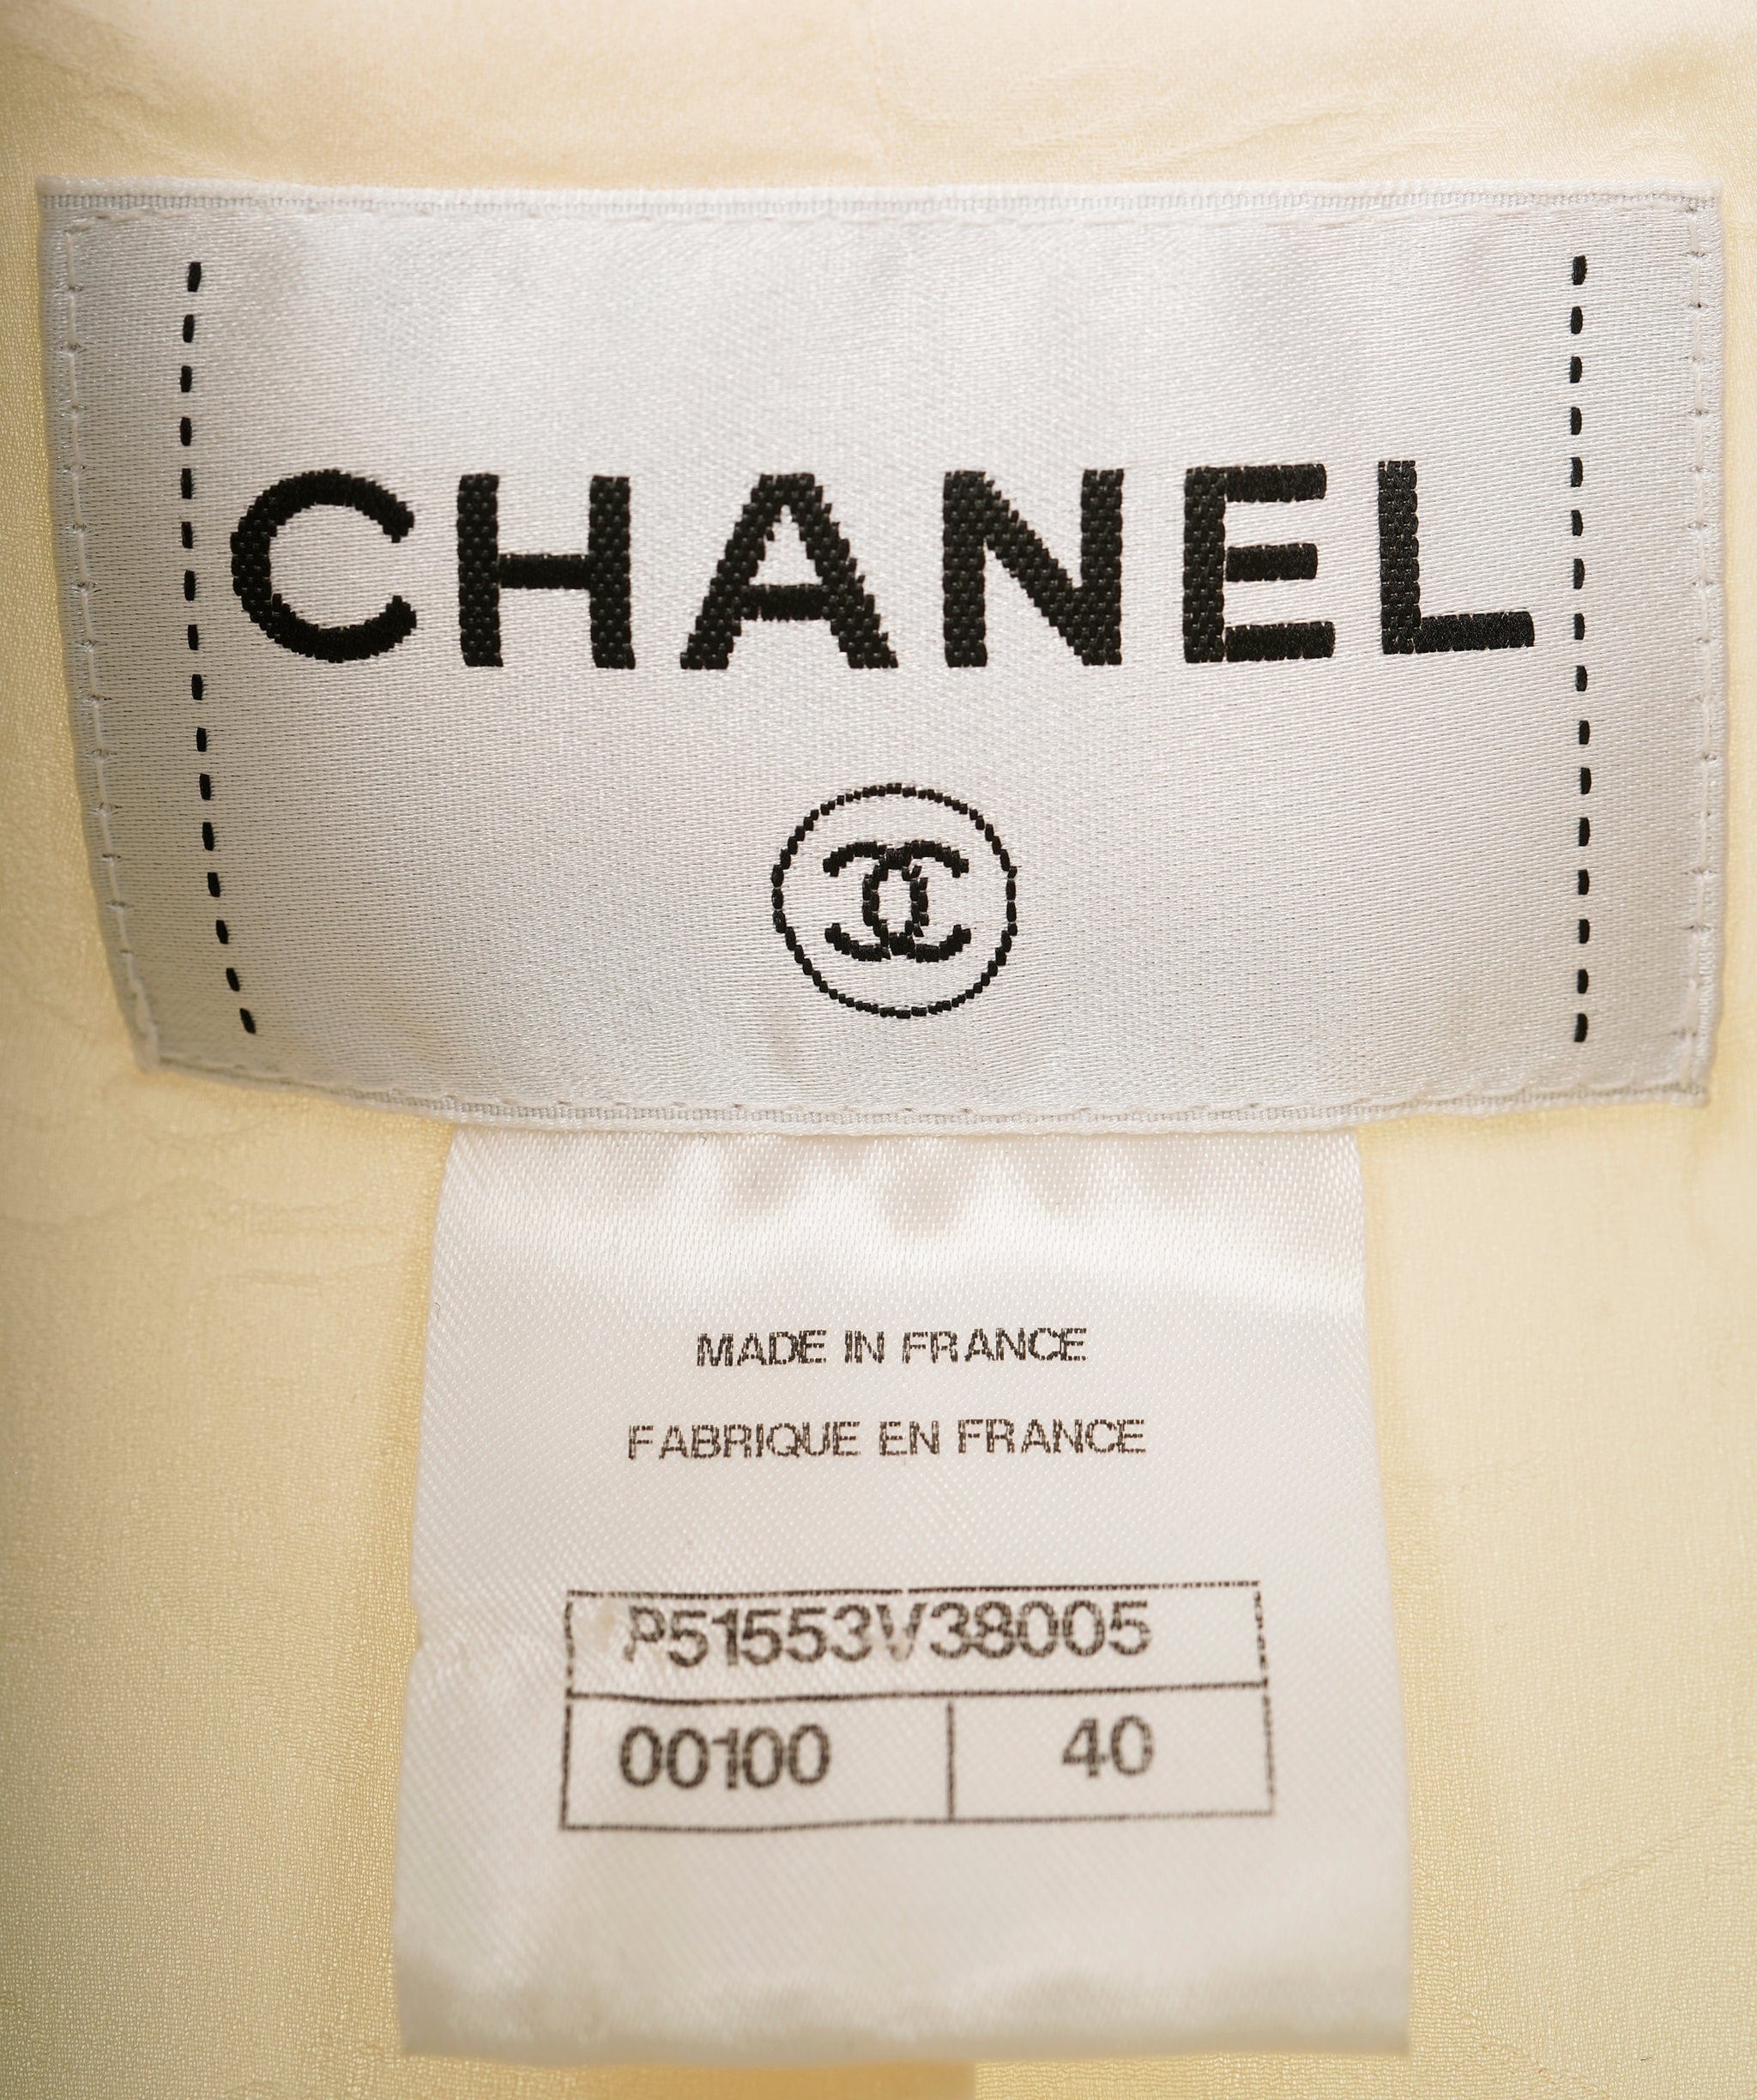 CHANEL
MADE IN FRANCE
FABRIQUE EN FRANCE
P51553V38005
00100 40